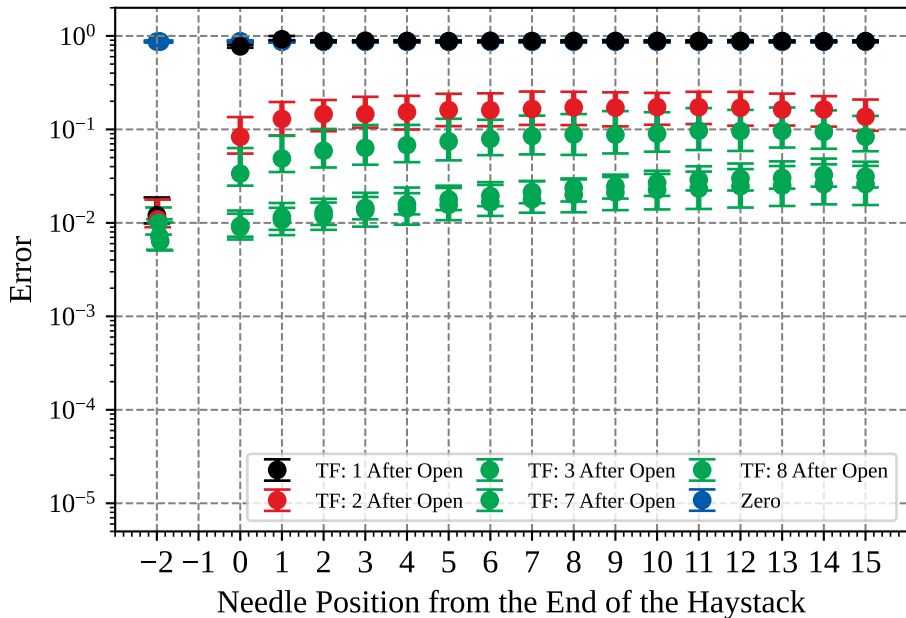 10⁰
10⁻¹
10⁻²
10⁻³
10⁻⁴
10⁻⁵
Error
TF: 1 After Open TF: 3 After Open TF: 8 After Open
TF: 2 After Open TF: 7 After Open Zero
−2 −1 0 1 2 3 4 5 6 7 8 9 10 11 12 13 14 15
Needle Position from the End of the Haystack